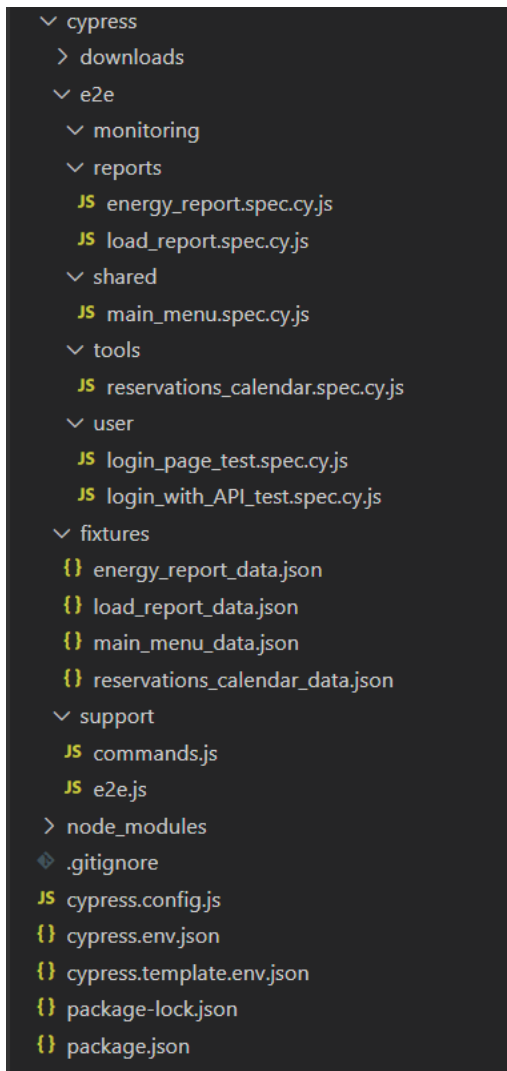 cypress
downloads
e2e
monitoring
reports
JS energy_report.spec.cy.js
JS load_report.spec.cy.js
shared
JS main_menu.spec.cy.js
tools
JS reservations_calendar.spec.cy.js
user
JS login_page_test.spec.cy.js
JS login_with_API_test.spec.cy.js
fixtures
{} energy_report_data.json
{} load_report_data.json
{} main_menu_data.json
{} reservations_calendar_data.json
support
JS commands.js
JS e2e.js
node_modules
.gitignore
JS cypress.config.js
{} cypress.env.json
{} cypress.template.env.json
{} package-lock.json
{} package.json